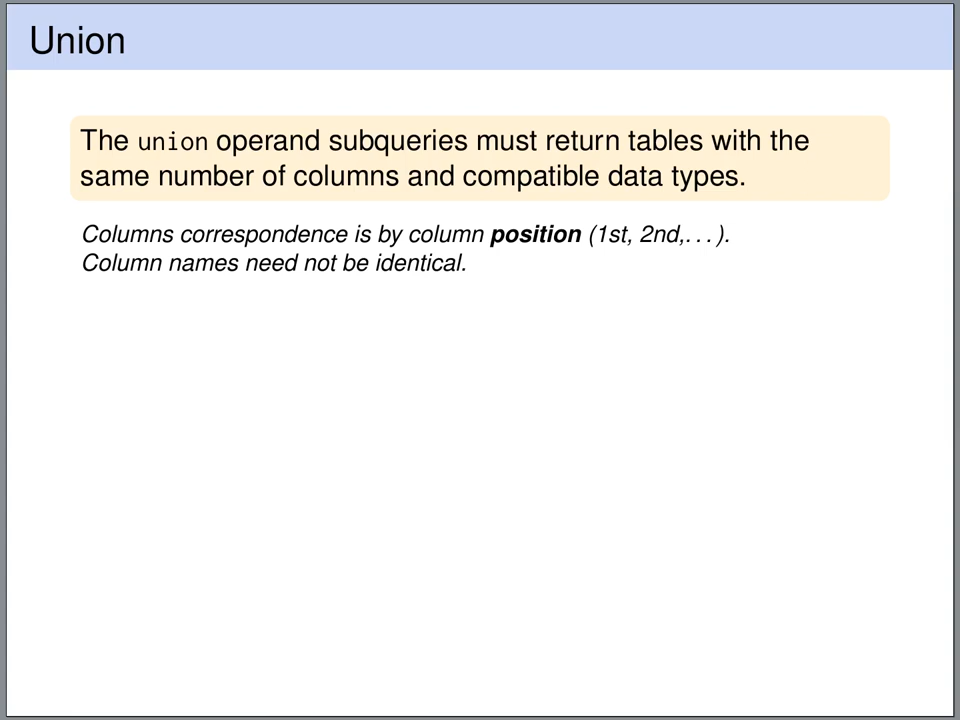 Union
The union operand subqueries must return tables with the
same number of columns and compatible data types.
Columns correspondence is by column position (1st, 2nd,. . . ).
Column names need not be identical.